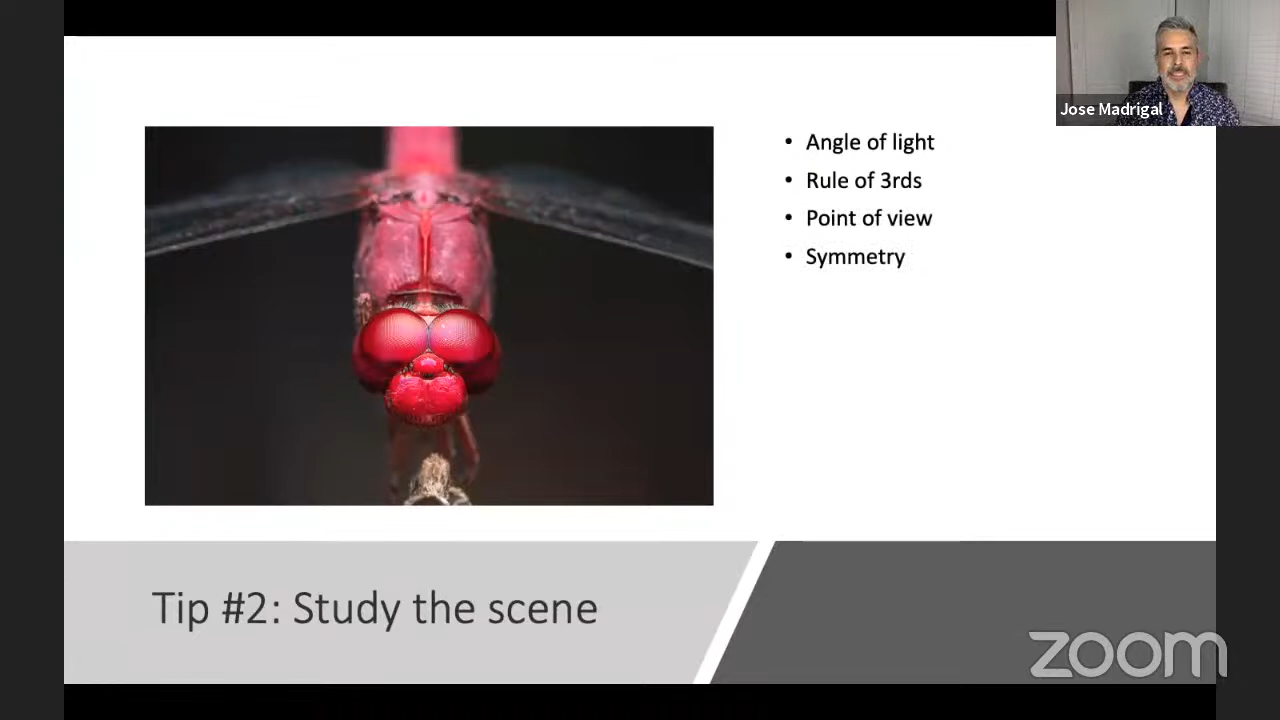 Jose Madrigal
• Angle of light
• Rule of 3rds
• Point of view
• Symmetry
Tip #2: Study the scene
zoom